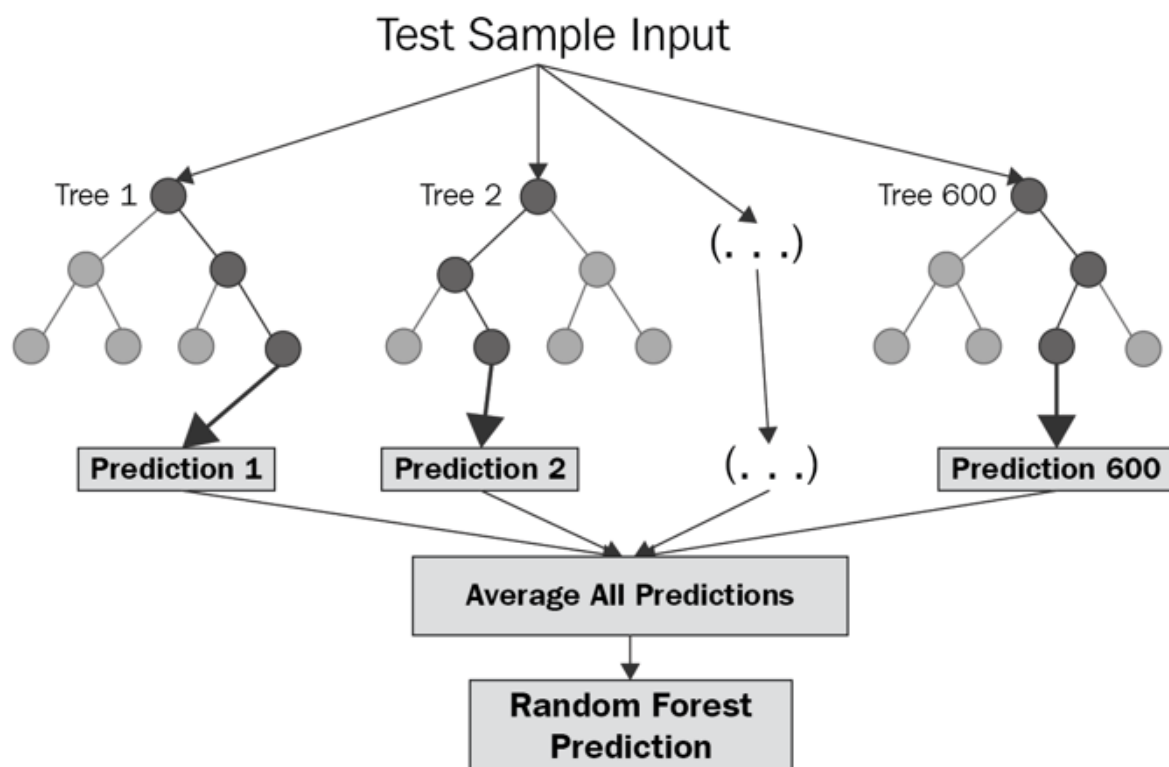 Test Sample Input
Tree 1
Tree 2
Tree 600
(. . .)
Prediction 1
Prediction 2
(. . .)
Prediction 600
Average All Predictions
Random Forest
Prediction